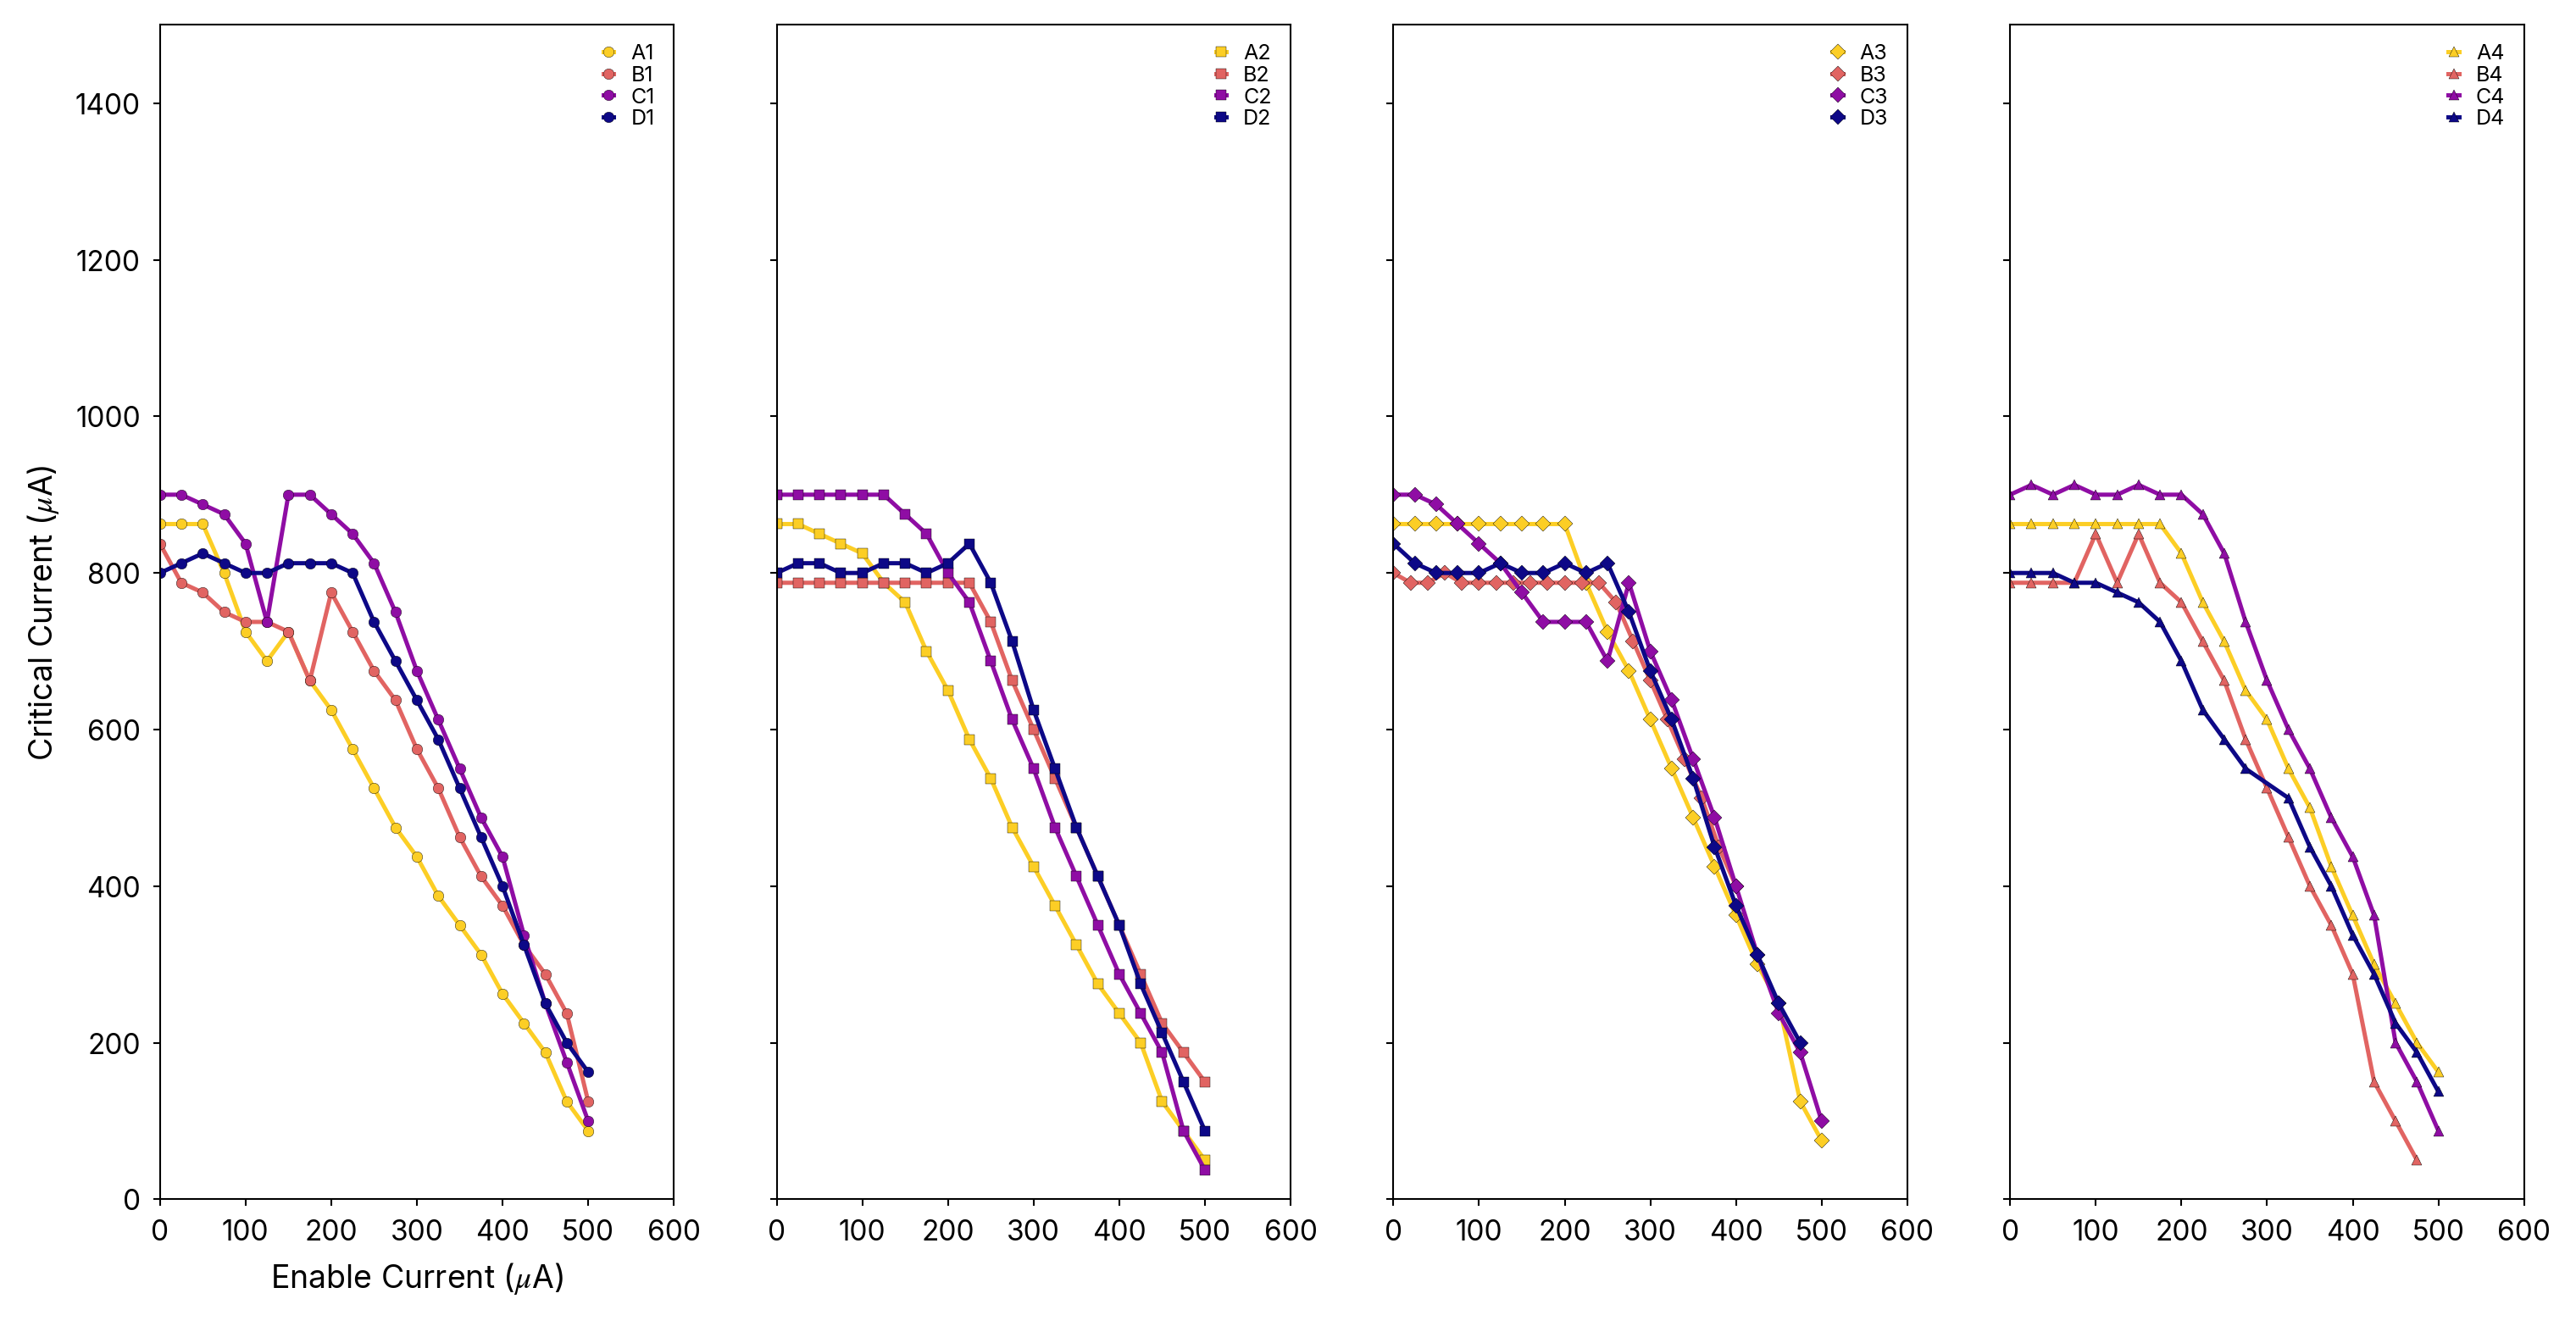 A1
B1
C1
D1
A2
B2
C2
D2
A3
B3
C3
D3
A4
B4
C4
D4
1400
1200
1000
800
600
400
200
0
Critical Current (μA)
0 100 200 300 400 500 600
0 100 200 300 400 500 600
0 100 200 300 400 500 600
0 100 200 300 400 500 600
Enable Current (μA)